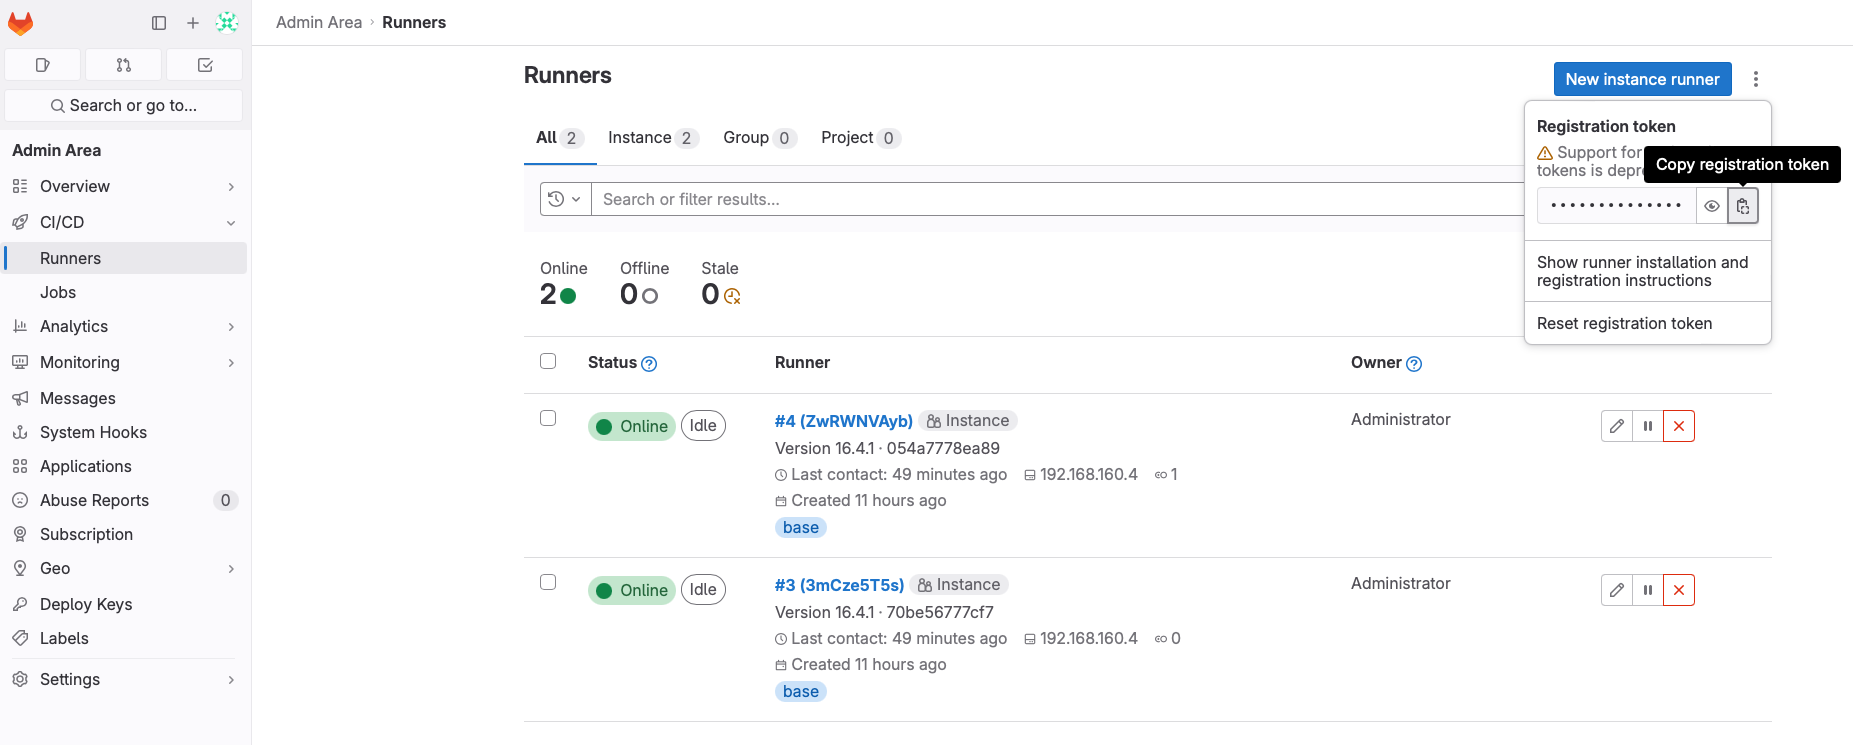 Admin Area › Runners
Search or go to...
Admin Area
Overview
CI/CD
Runners
Jobs
Analytics
Monitoring
Messages
System Hooks
Applications
Abuse Reports 0
Subscription
Geo
Deploy Keys
Labels
Settings
Runners
New instance runner
Registration token
Support for
tokens is depre
Copy registration token
••••••••••••••
Show runner installation and
registration instructions
Reset registration token
All 2 Instance 2 Group 0 Project 0
Search or filter results...
Online Offline Stale
2 0 0
Status Runner Owner
Online Idle #4 (ZwRWNVAyb) Instance Administrator
Version 16.4.1 · 054a7778ea89
Last contact: 49 minutes ago 192.168.160.4 1
Created 11 hours ago
base
Online Idle #3 (3mCze5T5s) Instance Administrator
Version 16.4.1 · 70be56777cf7
Last contact: 49 minutes ago 192.168.160.4 0
Created 11 hours ago
base